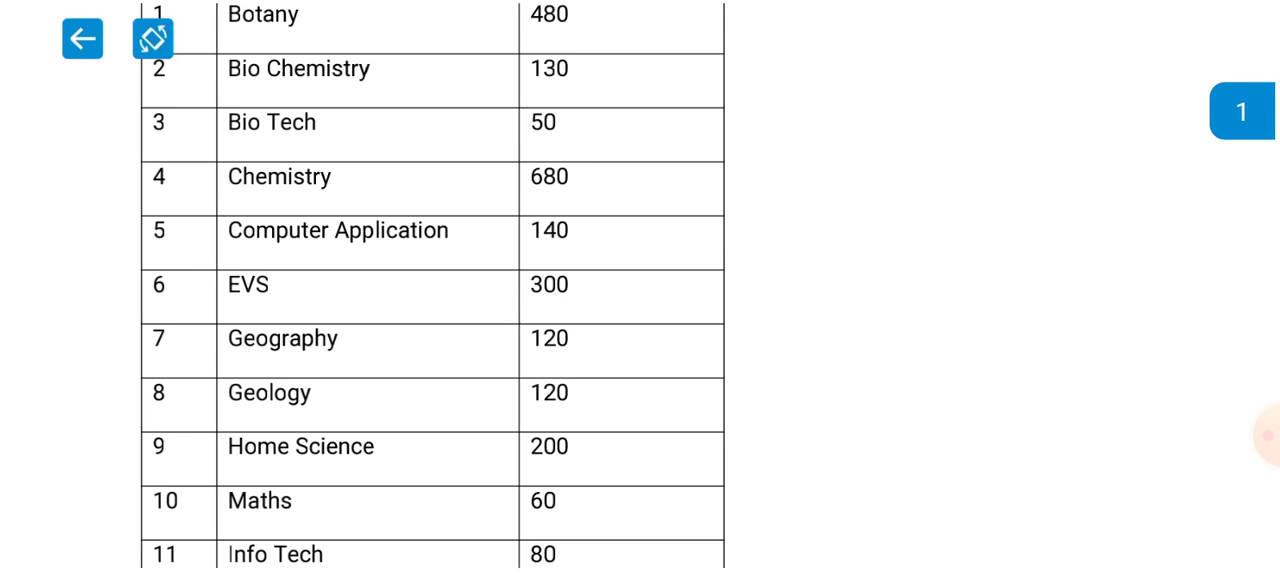 1 Botany 480
2 Bio Chemistry 130
3 Bio Tech 50
1
4 Chemistry 680
5 Computer Application 140
6 EVS 300
7 Geography 120
8 Geology 120
9 Home Science 200
10 Maths 60
11 Info Tech 80